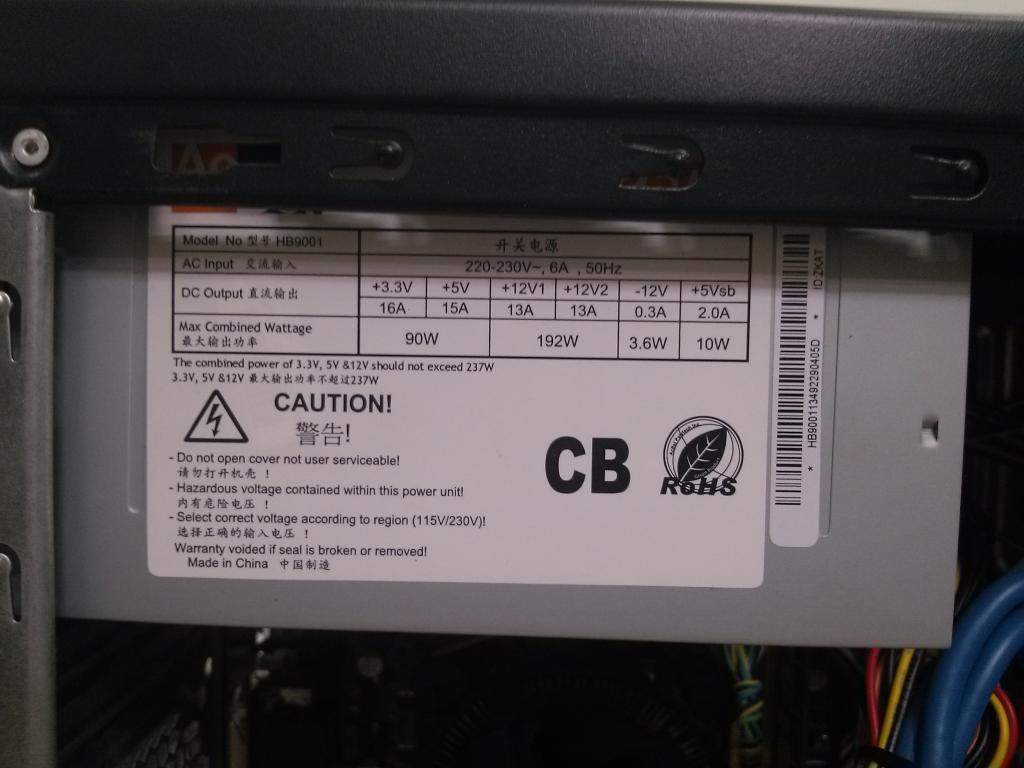 Model No 型号 HB9001 开关电源
AC Input 交流输入 220-230V~, 6A , 50Hz
DC Output 直流输出 +3.3V +5V +12V1 +12V2 -12V +5Vsb
16A 15A 13A 13A 0.3A 2.0A
Max Combined Wattage
最大输出功率 90W 192W 3.6W 10W
The combined power of 3.3V, 5V &12V should not exceed 237W
3.3V, 5V &12V 最大输出功率不超过237W
CAUTION!
警告!
- Do not open cover not user serviceable!
请勿打开机壳 !
- Hazardous voltage contained within this power unit!
内有危险电压 !
- Select correct voltage according to region (115V/230V)!
选择正确的输入电压 !
Warranty voided if seal is broken or removed!
Made in China 中国制造
CB
RoHS
* HB900113492290405D *
ID:ZKAT